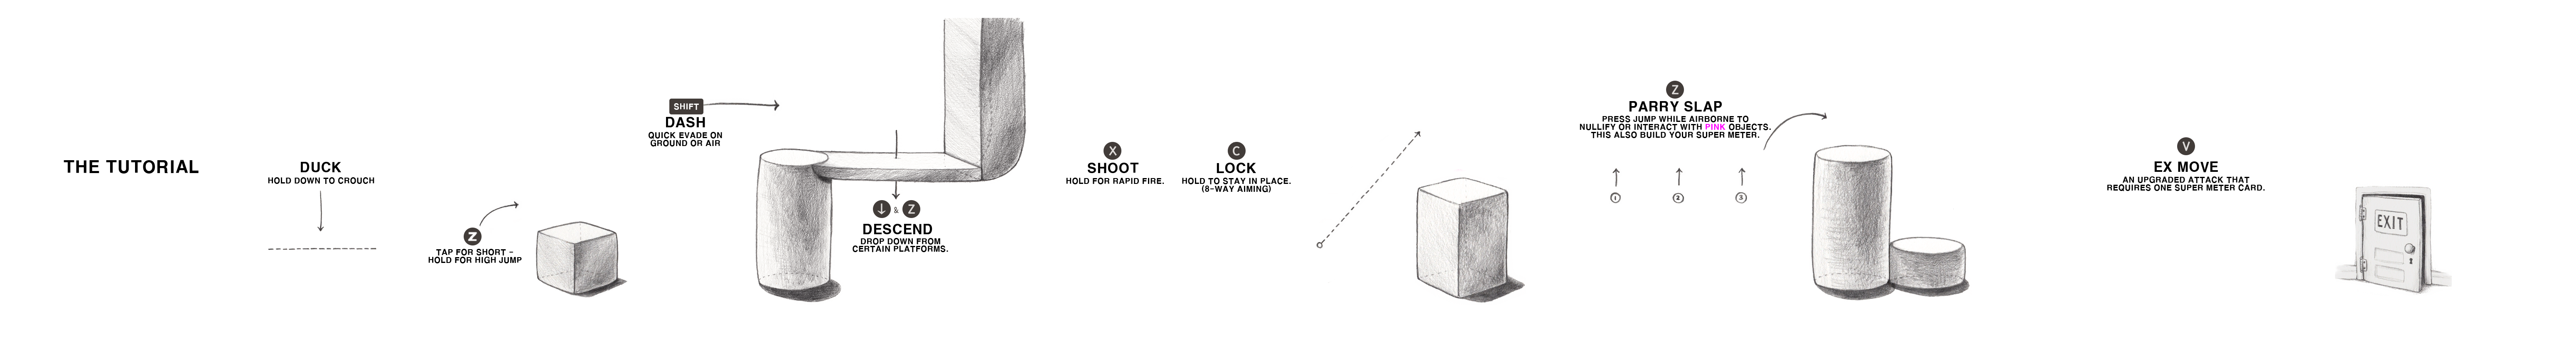 THE TUTORIAL
DUCK
HOLD DOWN TO CROUCH
Z
TAP FOR SHORT -
HOLD FOR HIGH JUMP
SHIFT
DASH
QUICK EVADE ON
GROUND OR AIR
↓ & Z
DESCEND
DROP DOWN FROM
CERTAIN PLATFORMS.
X
SHOOT
HOLD FOR RAPID FIRE.
C
LOCK
HOLD TO STAY IN PLACE.
(8-WAY AIMING)
Z
PARRY SLAP
PRESS JUMP WHILE AIRBORNE TO
NULLIFY OR INTERACT WITH PINK OBJECTS.
THIS ALSO BUILD YOUR SUPER METER.
1 2 3
V
EX MOVE
AN UPGRADED ATTACK THAT
REQUIRES ONE SUPER METER CARD.
EXIT